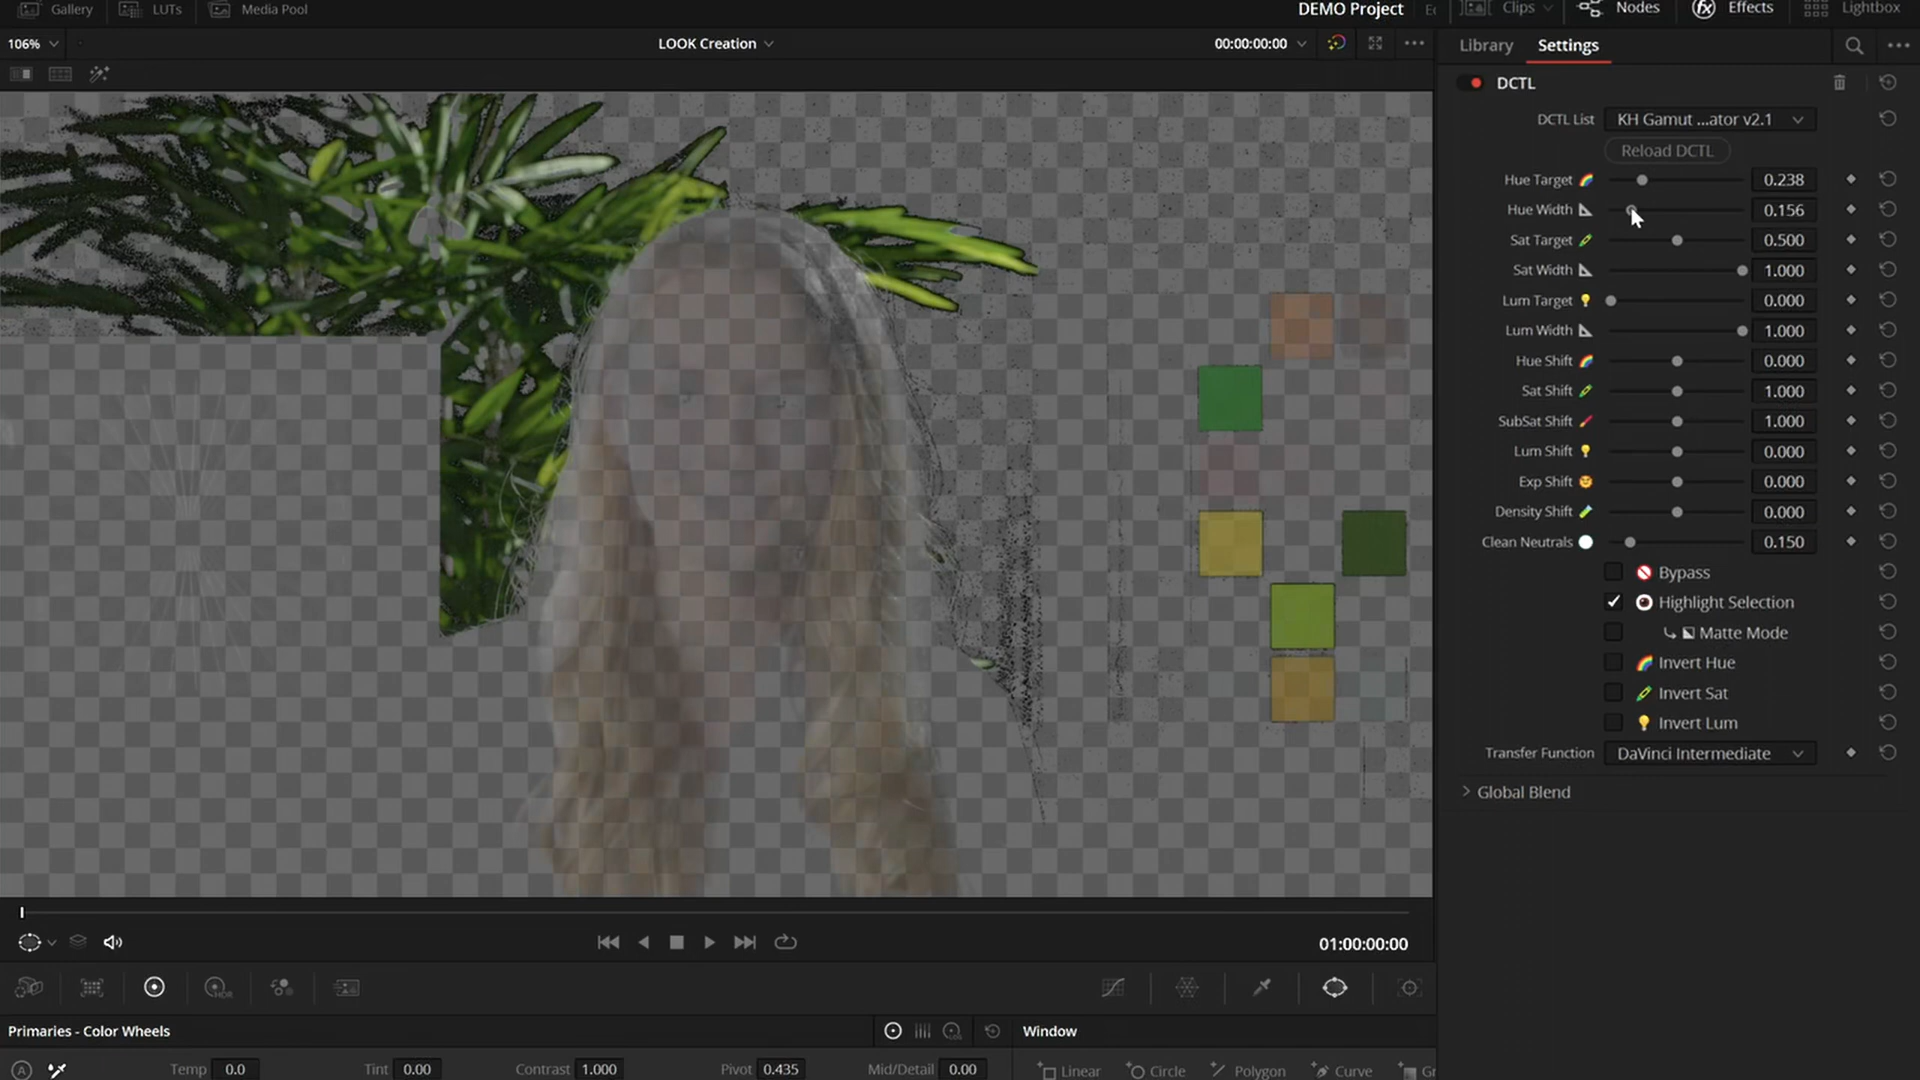 Gallery LUTs Media Pool DEMO Project Clips Nodes Effects Lightbox
106% LOOK Creation 00:00:00:00
Library Settings
DCTL
DCTL List KH Gamut ...ator v2.1
Reload DCTL
Hue Target 0.238
Hue Width 0.156
Sat Target 0.500
Sat Width 1.000
Lum Target 0.000
Lum Width 1.000
Hue Shift 0.000
Sat Shift 1.000
SubSat Shift 1.000
Lum Shift 0.000
Exp Shift 0.000
Density Shift 0.000
Clean Neutrals 0.150
Bypass
Highlight Selection
Matte Mode
Invert Hue
Invert Sat
Invert Lum
Transfer Function DaVinci Intermediate
Global Blend
01:00:00:00
HDR
Primaries - Color Wheels Window
A Temp 0.0 Tint 0.00 Contrast 1.000 Pivot 0.435 Mid/Detail 0.00 Linear Circle Polygon Curve